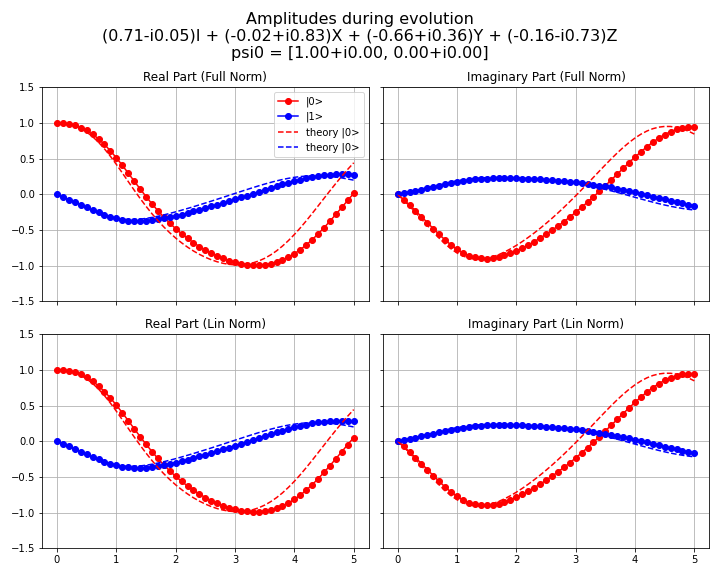 Amplitudes during evolution
(0.71-i0.05)I + (-0.02+i0.83)X + (-0.66+i0.36)Y + (-0.16-i0.73)Z
psi0 = [1.00+i0.00, 0.00+i0.00]
Real Part (Full Norm)
Imaginary Part (Full Norm)
1.5
1.0
0.5
0.0
-0.5
-1.0
-1.5
|0>
|1>
theory |0>
theory |0>
Real Part (Lin Norm)
Imaginary Part (Lin Norm)
1.5
1.0
0.5
0.0
-0.5
-1.0
-1.5
0 1 2 3 4 5
0 1 2 3 4 5